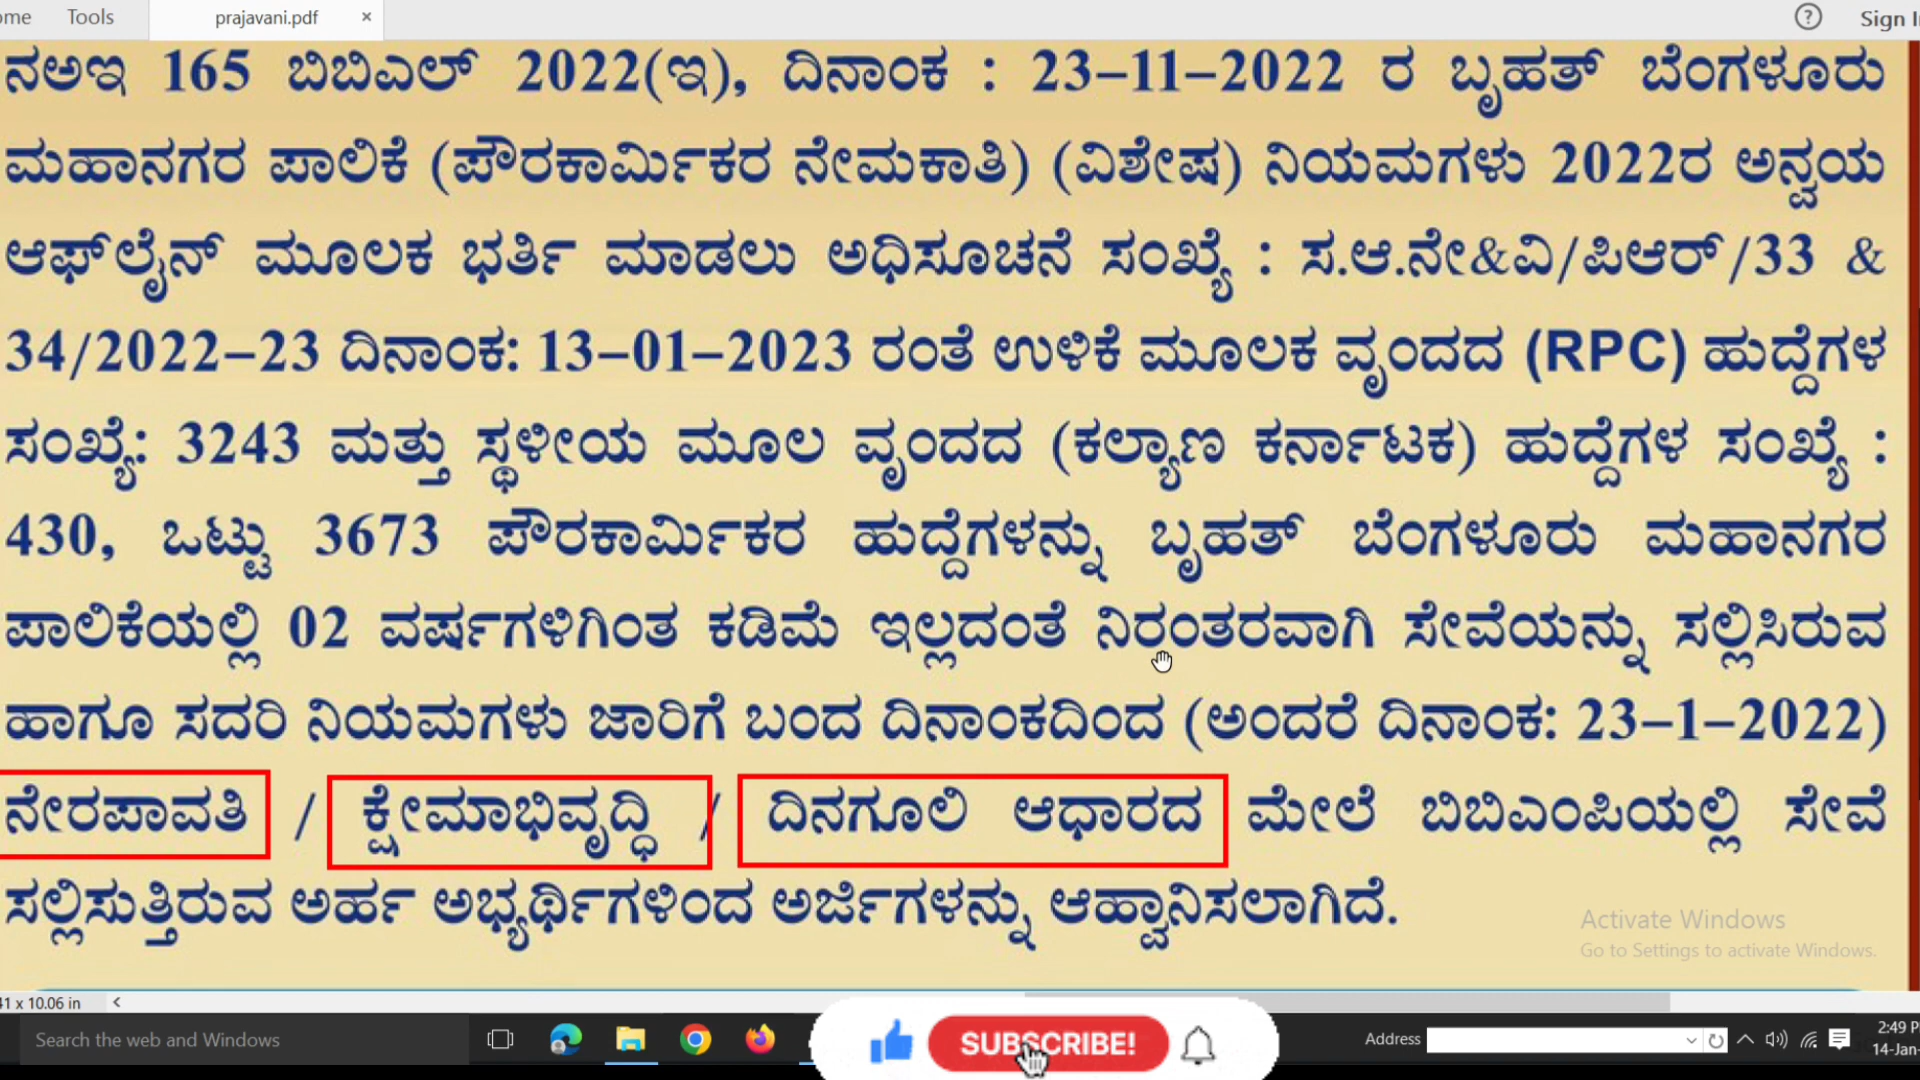 Tools
prajavani.pdf
×
?
ನಅಇ 165 ಬಿಬಿಎಲ್ 2022(ಇ), ದಿನಾಂಕ : 23–11–2022 ರ ಬೃಹತ್ ಬೆಂಗಳೂರು
ಮಹಾನಗರ ಪಾಲಿಕೆ (ಪೌರಕಾರ್ಮಿಕರ ನೇಮಕಾತಿ) (ವಿಶೇಷ) ನಿಯಮಗಳು 2022ರ ಅನ್ವಯ
ಆಫ್‌ಲೈನ್ ಮೂಲಕ ಭರ್ತಿ ಮಾಡಲು ಅಧಿಸೂಚನೆ ಸಂಖ್ಯೆ : ಸ.ಆ.ನೇ&ವಿ/ಪಿಆರ್/33 &
34/2022–23 ದಿನಾಂಕ: 13–01–2023 ರಂತೆ ಉಳಿಕೆ ಮೂಲಕ ವೃಂದದ (RPC) ಹುದ್ದೆಗಳ
ಸಂಖ್ಯೆ: 3243 ಮತ್ತು ಸ್ಥಳೀಯ ಮೂಲ ವೃಂದದ (ಕಲ್ಯಾಣ ಕರ್ನಾಟಕ) ಹುದ್ದೆಗಳ ಸಂಖ್ಯೆ :
430, ಒಟ್ಟು 3673 ಪೌರಕಾರ್ಮಿಕರ ಹುದ್ದೆಗಳನ್ನು ಬೃಹತ್ ಬೆಂಗಳೂರು ಮಹಾನಗರ
ಪಾಲಿಕೆಯಲ್ಲಿ 02 ವರ್ಷಗಳಿಗಿಂತ ಕಡಿಮೆ ಇಲ್ಲದಂತೆ ನಿರಂತರವಾಗಿ ಸೇವೆಯನ್ನು ಸಲ್ಲಿಸಿರುವ
ಹಾಗೂ ಸದರಿ ನಿಯಮಗಳು ಜಾರಿಗೆ ಬಂದ ದಿನಾಂಕದಿಂದ (ಅಂದರೆ ದಿನಾಂಕ: 23–1–2022)
ನೇರಪಾವತಿ / ಕ್ಷೇಮಾಭಿವೃದ್ಧಿ / ದಿನಗೂಲಿ ಆಧಾರದ ಮೇಲೆ ಬಿಬಿಎಂಪಿಯಲ್ಲಿ ಸೇವೆ
ಸಲ್ಲಿಸುತ್ತಿರುವ ಅರ್ಹ ಅಭ್ಯರ್ಥಿಗಳಿಂದ ಅರ್ಜಿಗಳನ್ನು ಆಹ್ವಾನಿಸಲಾಗಿದೆ.
Activate Windows
Go to Settings to activate Windows.
x 10.06 in
Search the web and Windows
SUBSCRIBE!
Address
2:49